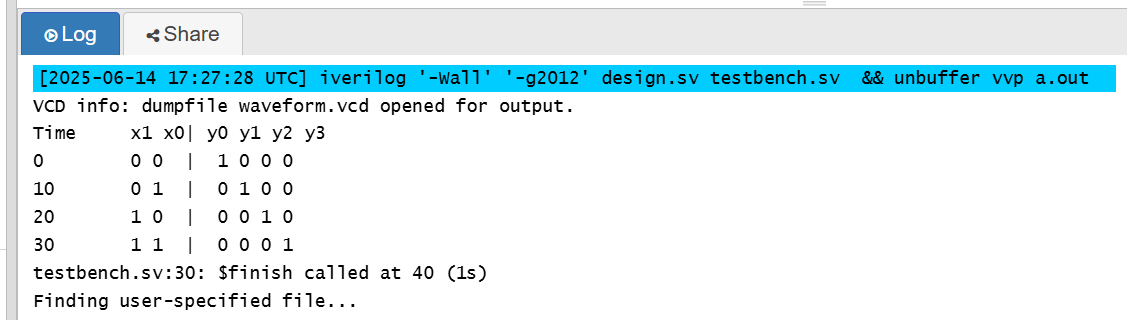 Log Share
[2025-06-14 17:27:28 UTC] iverilog '-Wall' '-g2012' design.sv testbench.sv  && unbuffer vvp a.out
VCD info: dumpfile waveform.vcd opened for output.
Time     x1 x0| y0 y1 y2 y3
0        0 0  |  1 0 0 0
10       0 1  |  0 1 0 0
20       1 0  |  0 0 1 0
30       1 1  |  0 0 0 1
testbench.sv:30: $finish called at 40 (1s)
Finding user-specified file...